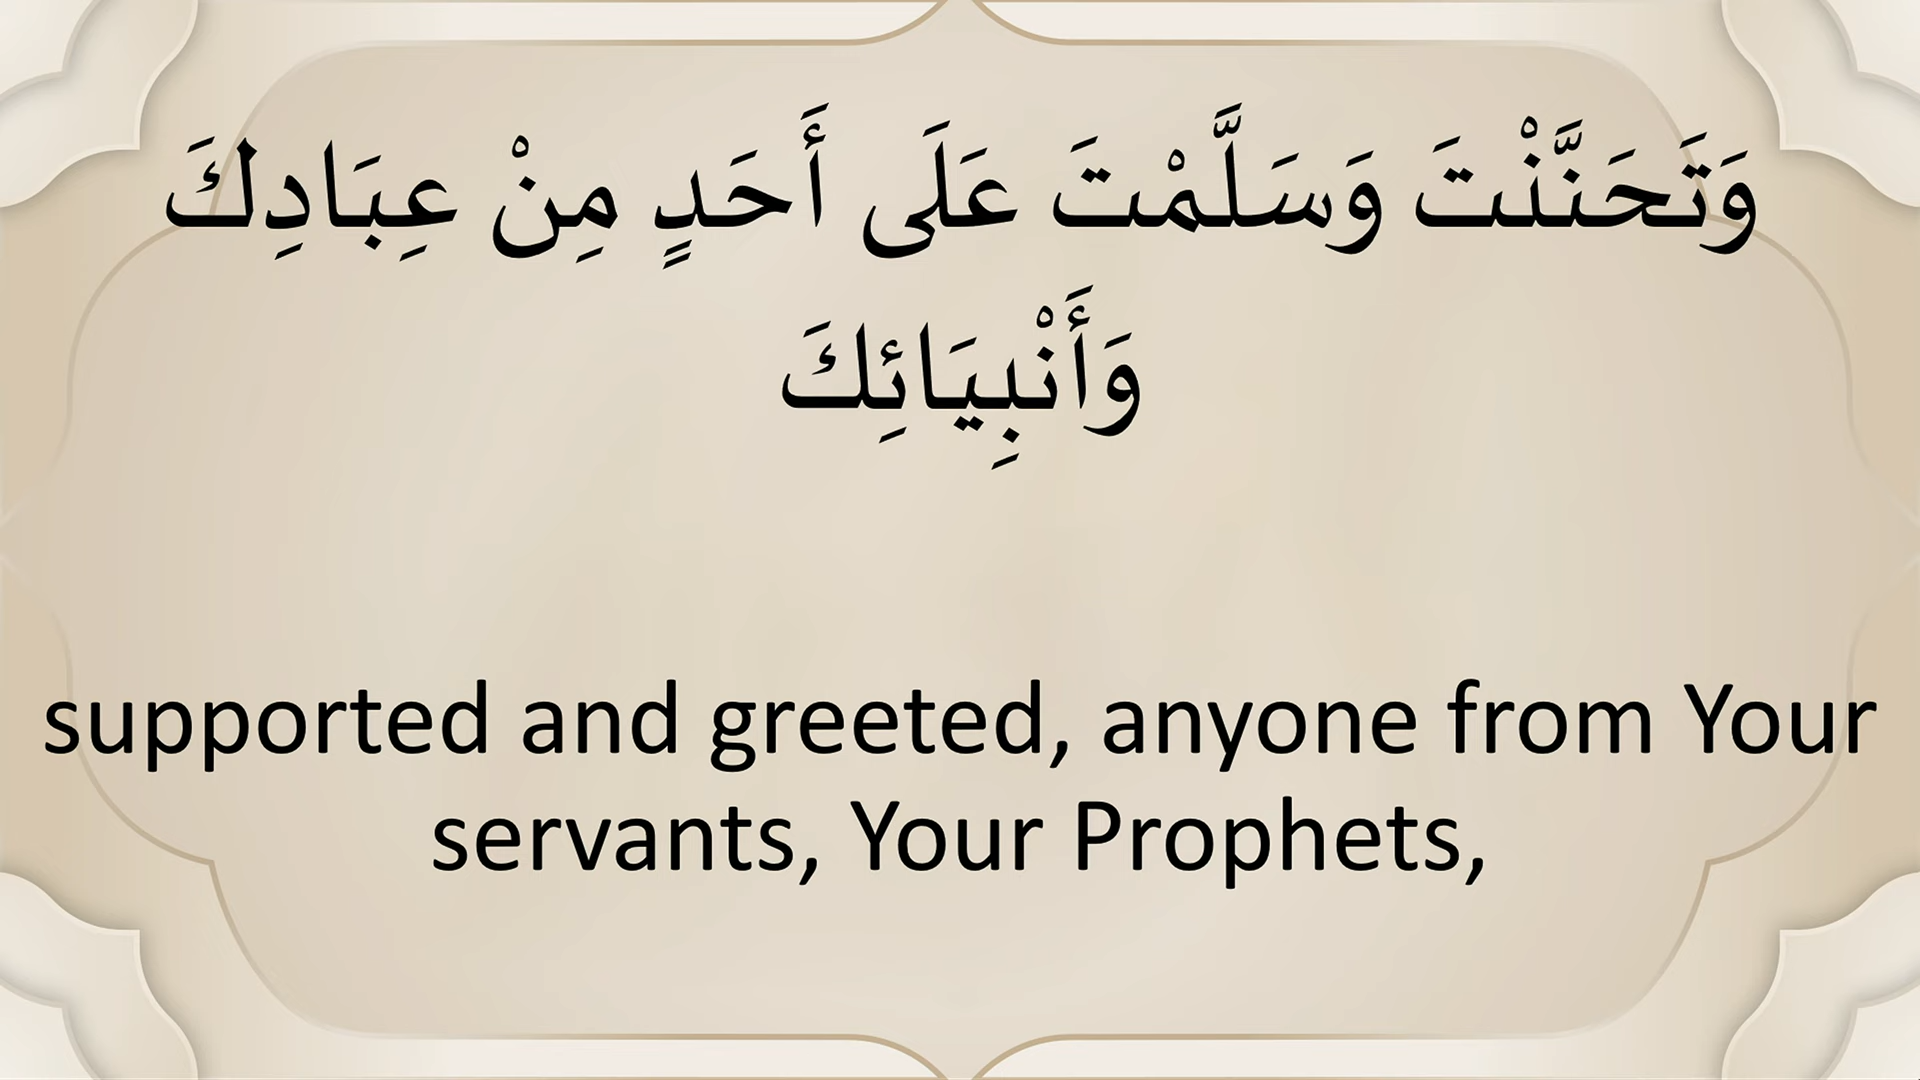 وَتَحَنَّنْتَ وَسَلَّمْتَ عَلَى أَحَدٍ مِنْ عِبَادِكَ
وَأَنْبِيَائِكَ
supported and greeted, anyone from Your
servants, Your Prophets,